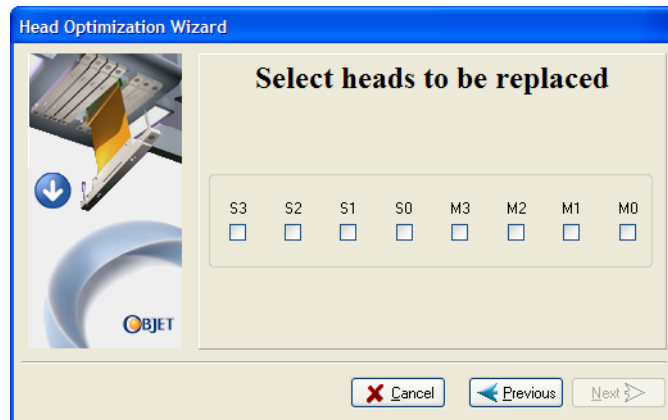 Head Optimization Wizard
Select heads to be replaced
S3 S2 S1 S0 M3 M2 M1 M0
OBJET
Cancel Previous Next